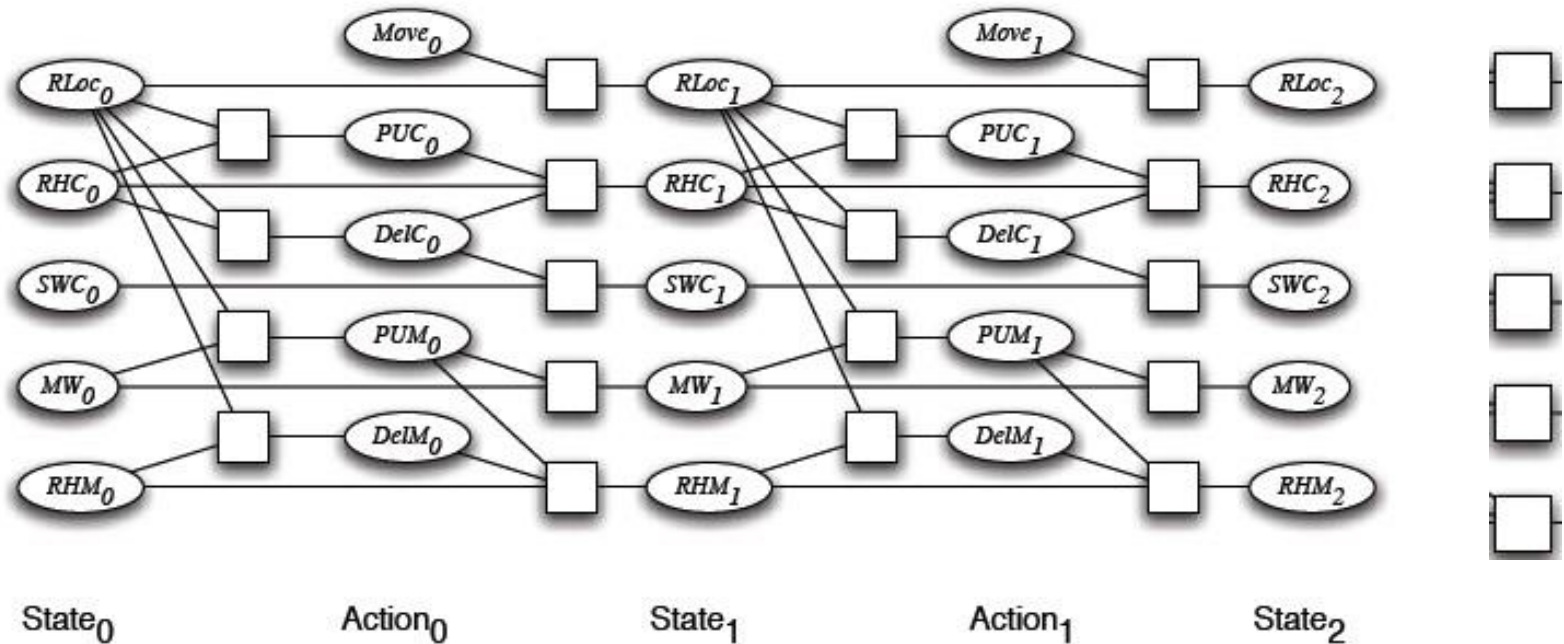 Move₀ Move₁
RLoc₀ RLoc₁ RLoc₂
PUC₀ PUC₁
RHC₀ RHC₁ RHC₂
DelC₀ DelC₁
SWC₀ SWC₁ SWC₂
PUM₀ PUM₁
MW₀ MW₁ MW₂
DelM₀ DelM₁
RHM₀ RHM₁ RHM₂
State₀ Action₀ State₁ Action₁ State₂